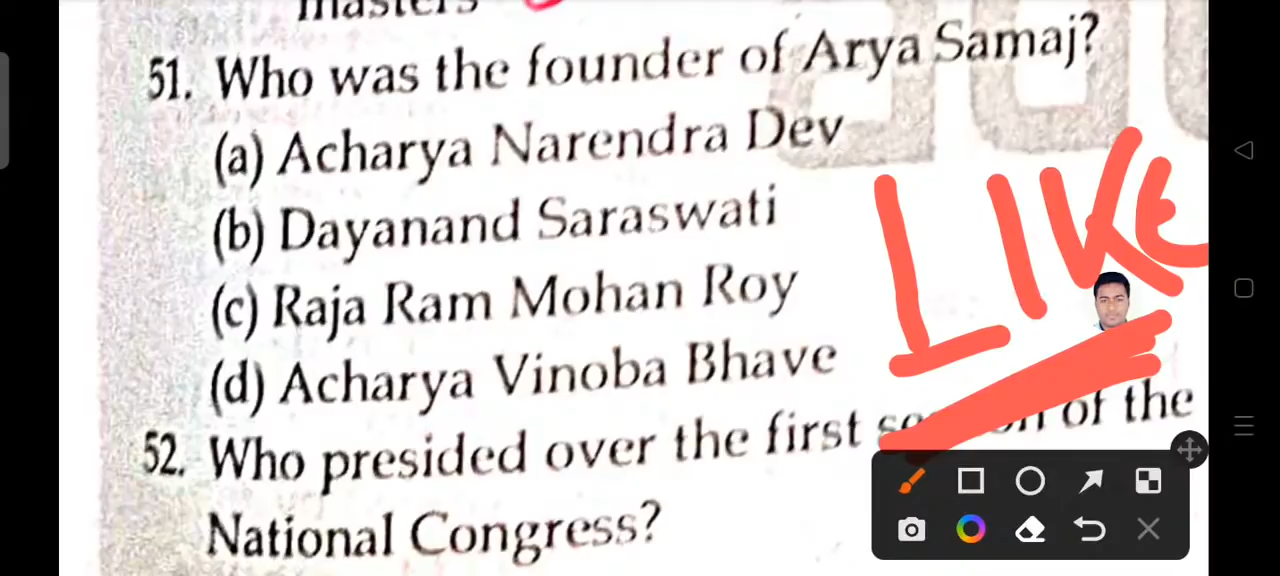 masters
51. Who was the founder of Arya Samaj?
(a) Acharya Narendra Dev
(b) Dayanand Saraswati
(c) Raja Ram Mohan Roy
(d) Acharya Vinoba Bhave
LIKE
52. Who presided over the first of the
National Congress?